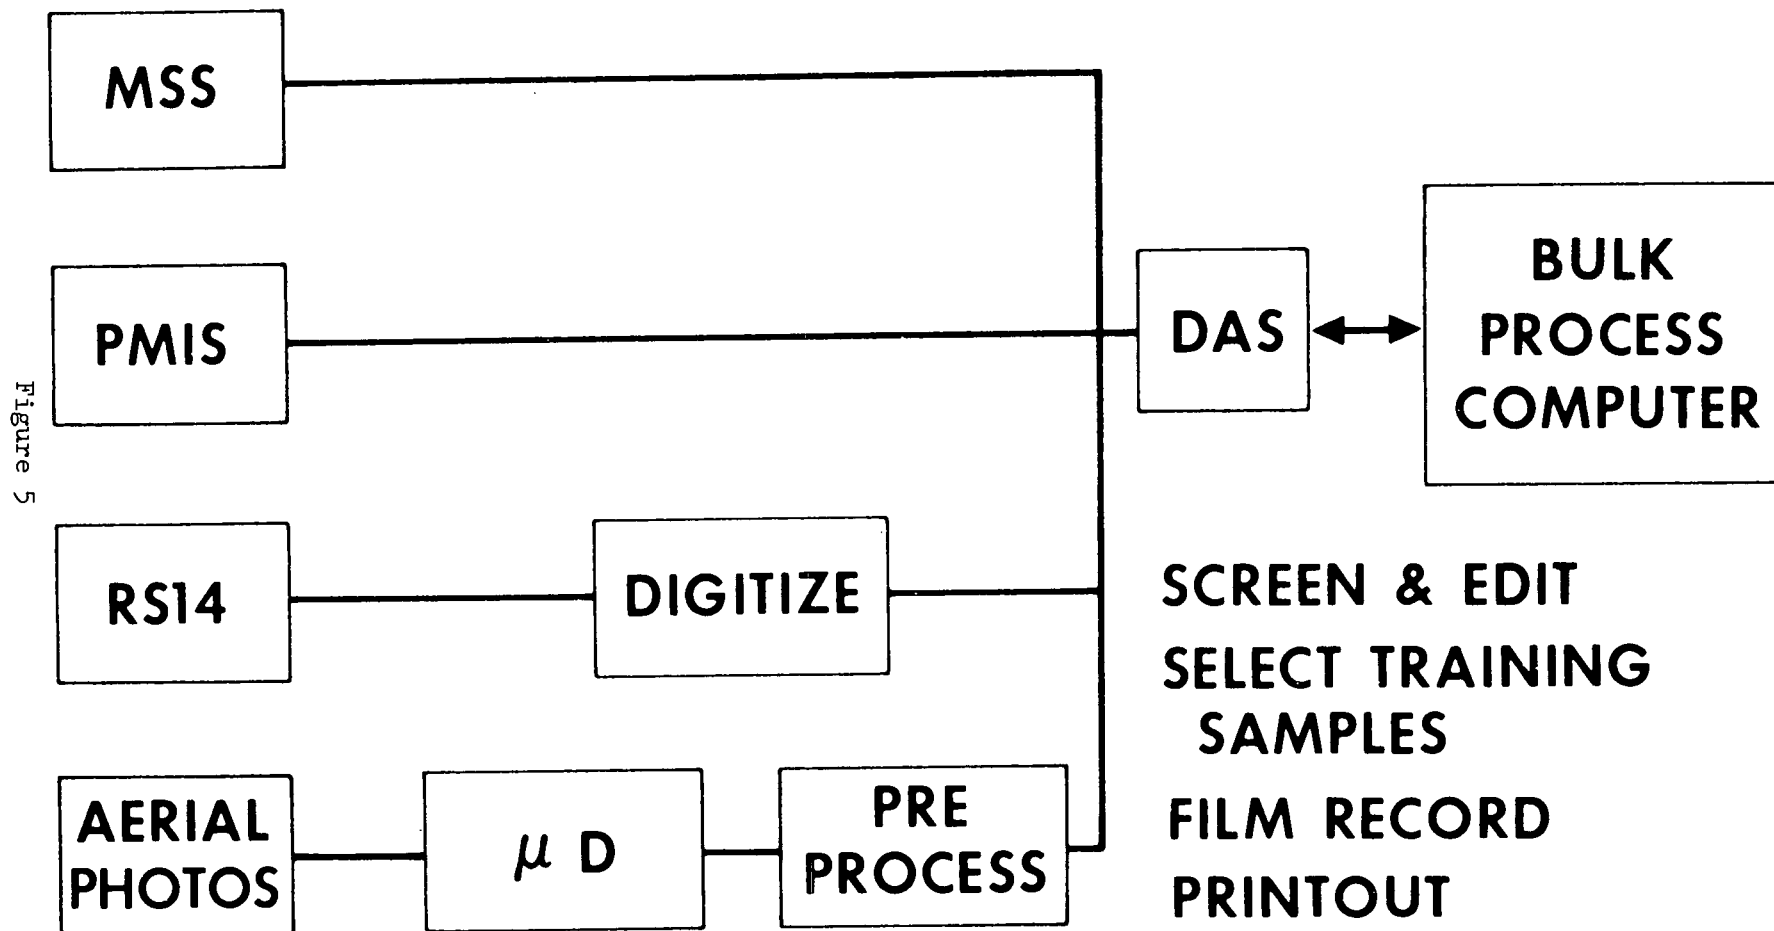 MSS
PMIS
DAS
BULK
PROCESS
COMPUTER
Figure 5
RS14
DIGITIZE
SCREEN & EDIT
SELECT TRAINING
SAMPLES
AERIAL
PHOTOS
μ D
PRE
PROCESS
FILM RECORD
PRINTOUT